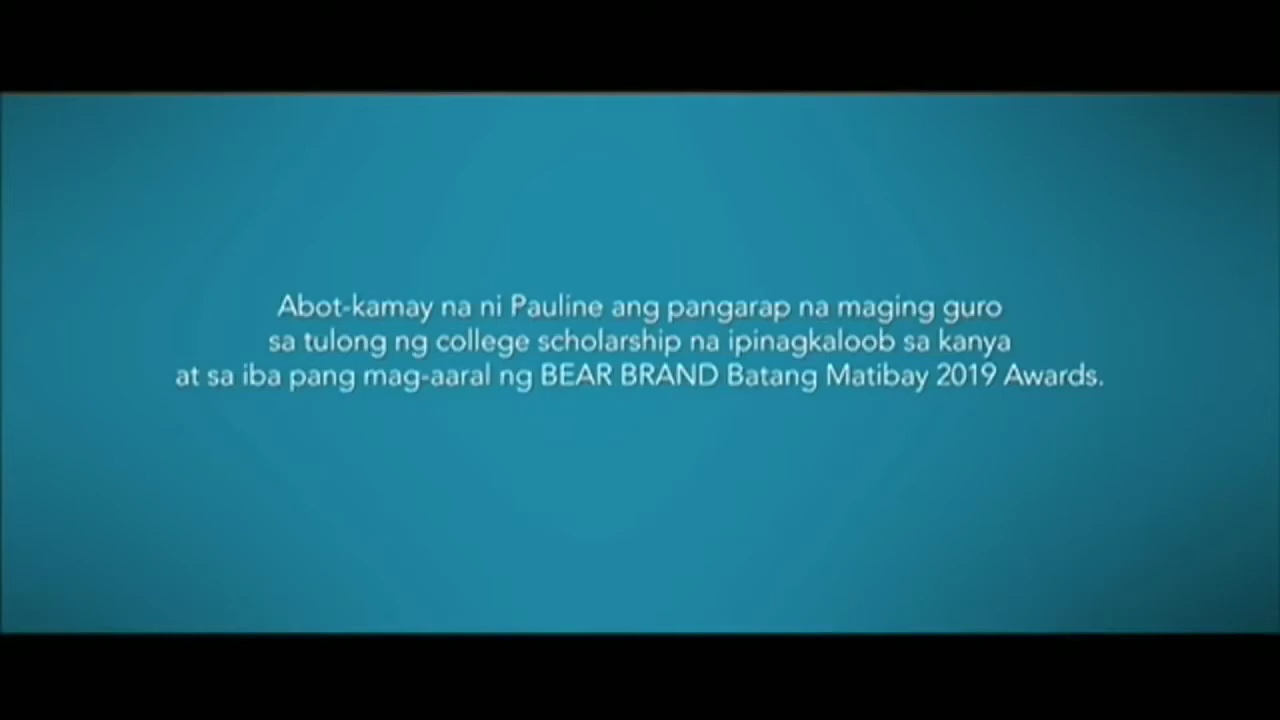 Abot-kamay na ni Pauline ang pangarap na maging guro
sa tulong ng college scholarship na ipinagkaloob sa kanya
at sa iba pang mag-aaral ng BEAR BRAND Batang Matibay 2019 Awards.